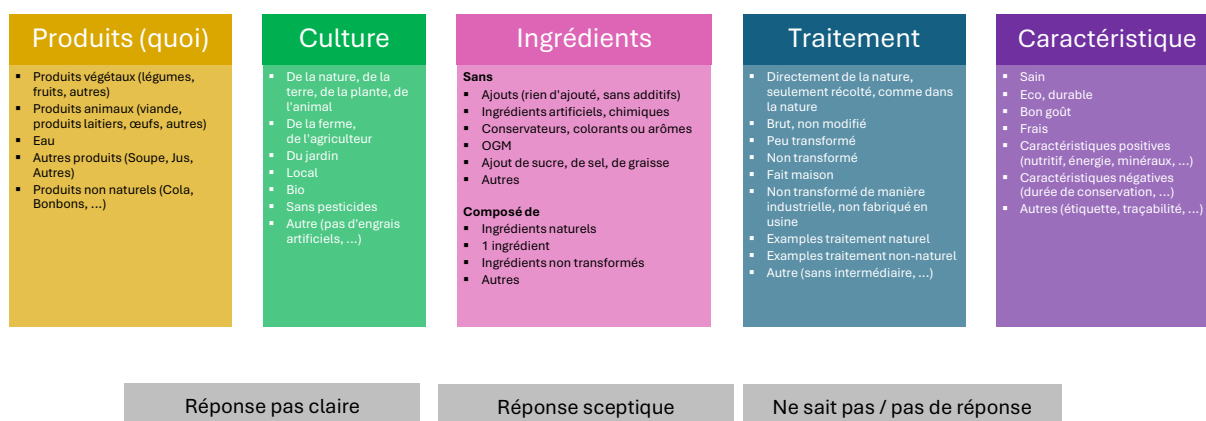 Produits (quoi)
Produits végétaux (légumes,
fruits, autres)
Produits animaux (viande,
produits laitiers, œufs, autres)
Eau
Autres produits (Soupe, Jus,
Autres)
Produits non naturels (Cola,
Bonbons, ...)
Culture
De la nature, de la
terre, de la plante, de
l'animal
De la ferme,
de l'agriculteur
Du jardin
Local
Bio
Sans pesticides
Autre (pas d'engrais
artificiels, ...)
Ingrédients
Sans
Ajouts (rien d'ajouté, sans additifs)
Ingrédients artificiels, chimiques
Conservateurs, colorants ou arômes
OGM
Ajout de sucre, de sel, de graisse
Autres
Composé de
Ingrédients naturels
1 ingrédient
Ingrédients non transformés
Autres
Traitement
Directement de la nature,
seulement récolté, comme dans
la nature
Brut, non modifié
Peu transformé
Non transformé
Fait maison
Non transformé de manière
industrielle, non fabriqué en
usine
Examples traitement naturel
Examples traitement non-naturel
Autre (sans intermédiaire, ...)
Caractéristique
Sain
Eco, durable
Bon goût
Frais
Caractéristiques positives
(nutritif, énergie, minéraux, ...)
Caractéristiques négatives
(durée de conservation, ...)
Autres (étiquette, traçabilité, ...)
Réponse pas claire
Réponse sceptique
Ne sait pas / pas de réponse